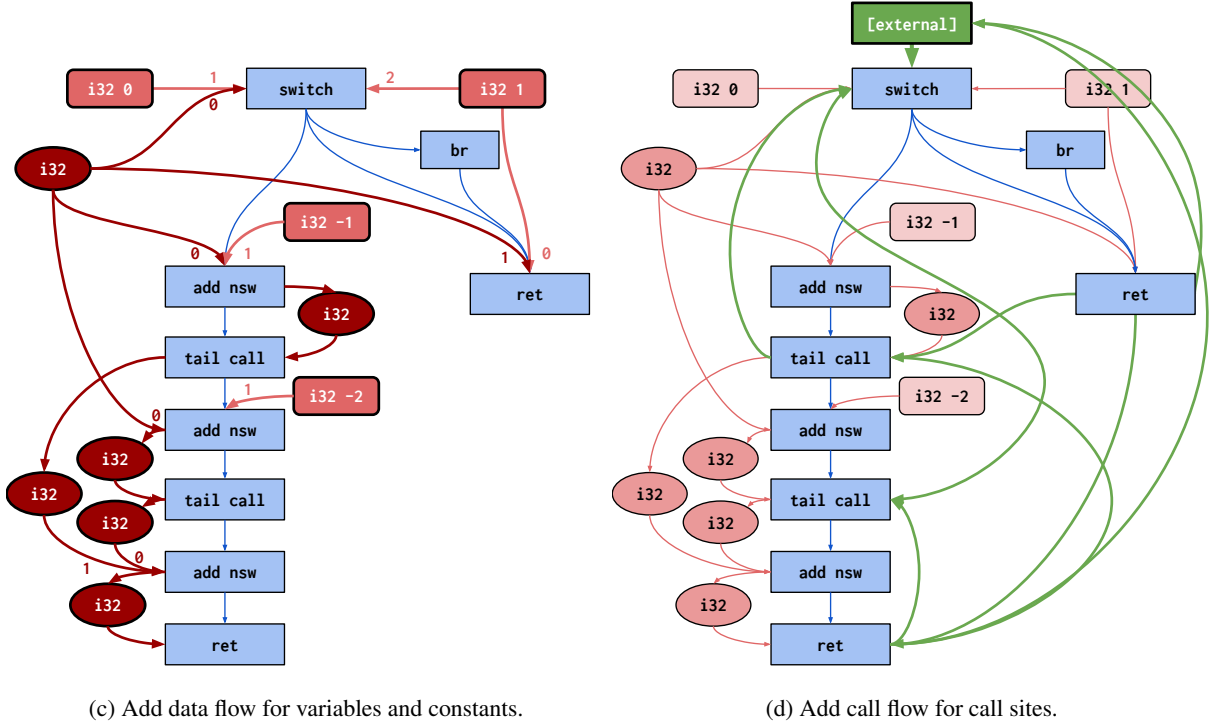 [external]
i32 0
1
switch
2
i32 1
0
br
i32
i32 -1
0
1
1
0
add nsw
ret
i32
tail call
1
i32 -2
0
add nsw
i32
i32
tail call
i32
0
1
add nsw
i32
ret
i32 0
switch
i32 1
br
i32
i32 -1
add nsw
ret
i32
tail call
i32 -2
add nsw
i32
i32
tail call
i32
add nsw
i32
ret
(c) Add data flow for variables and constants.
(d) Add call flow for call sites.